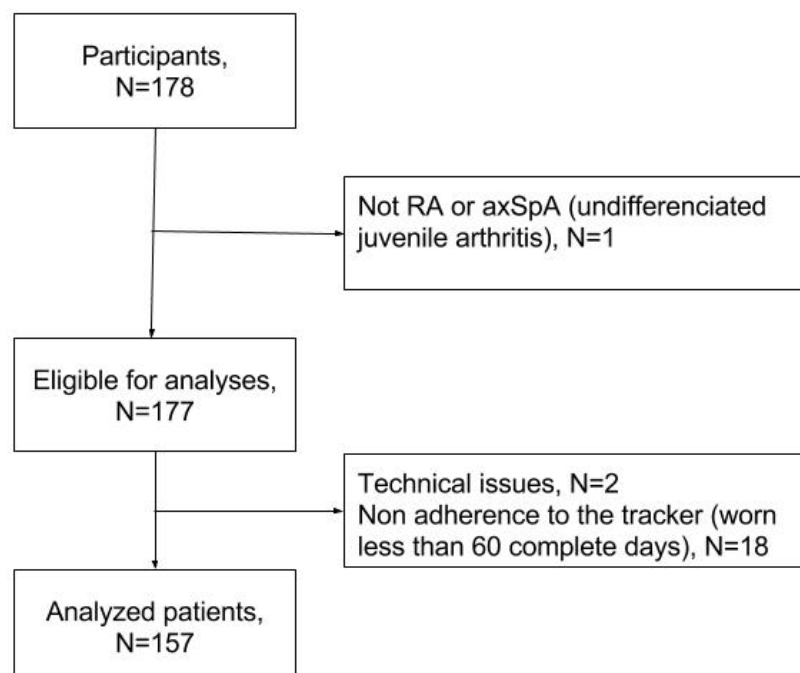 Participants,
N=178
Not RA or axSpA (undifferenciated
juvenile arthritis), N=1
Eligible for analyses,
N=177
Technical issues, N=2
Non adherence to the tracker (worn
less than 60 complete days), N=18
Analyzed patients,
N=157